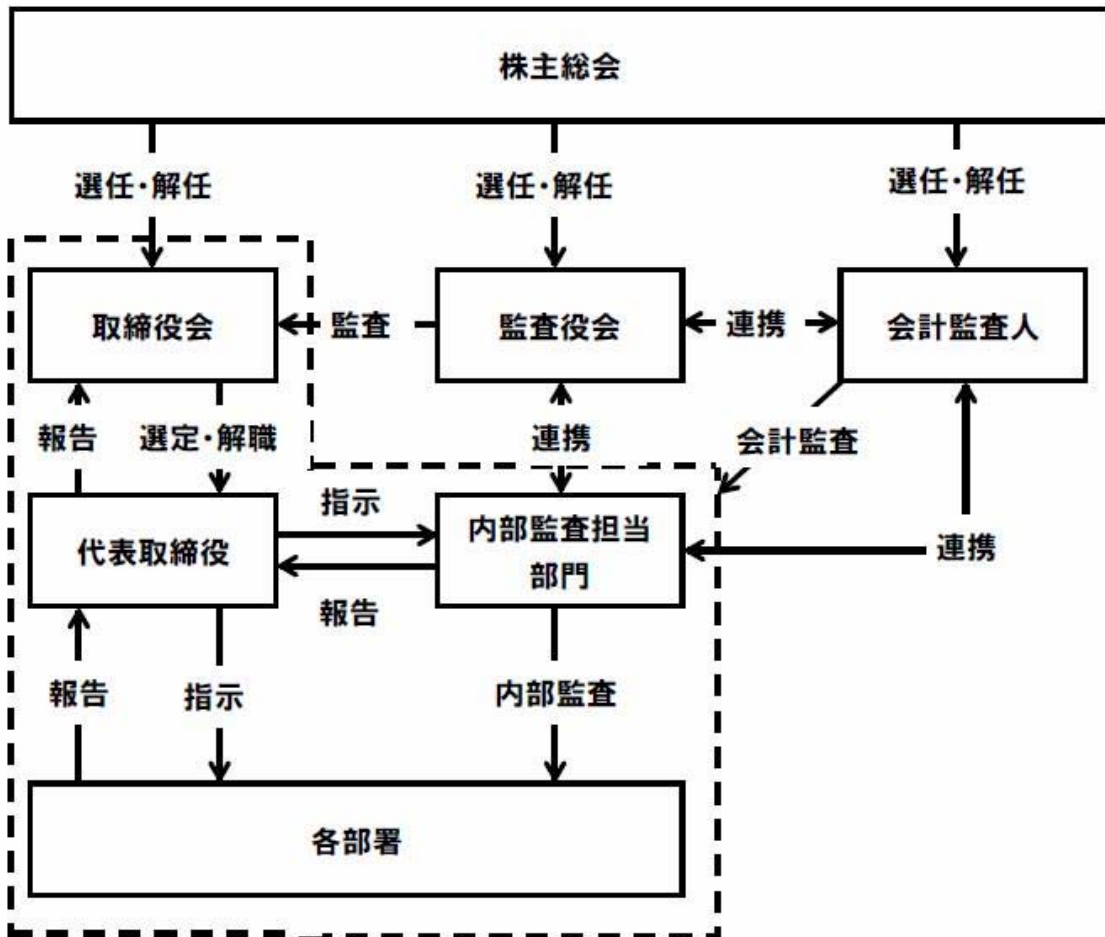 株主総会
選任・解任
選任・解任
選任・解任
取締役会
監査
監査役会
連携
会計監査人
報告
選定・解職
連携
会計監査
代表取締役
指示
報告
内部監査担当
部門
連携
報告
指示
内部監査
各部署